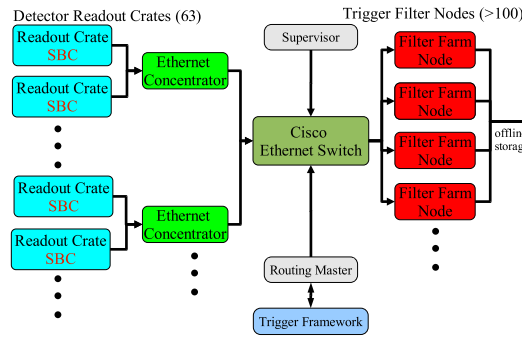 Detector Readout Crates (63)
Trigger Filter Nodes (>100)
Readout Crate
SBC
Readout Crate
SBC
Ethernet
Concentrator
Readout Crate
SBC
Readout Crate
SBC
Ethernet
Concentrator
Supervisor
Cisco
Ethernet Switch
Routing Master
Trigger Framework
Filter Farm
Node
Filter Farm
Node
Filter Farm
Node
Filter Farm
Node
offlin
storag